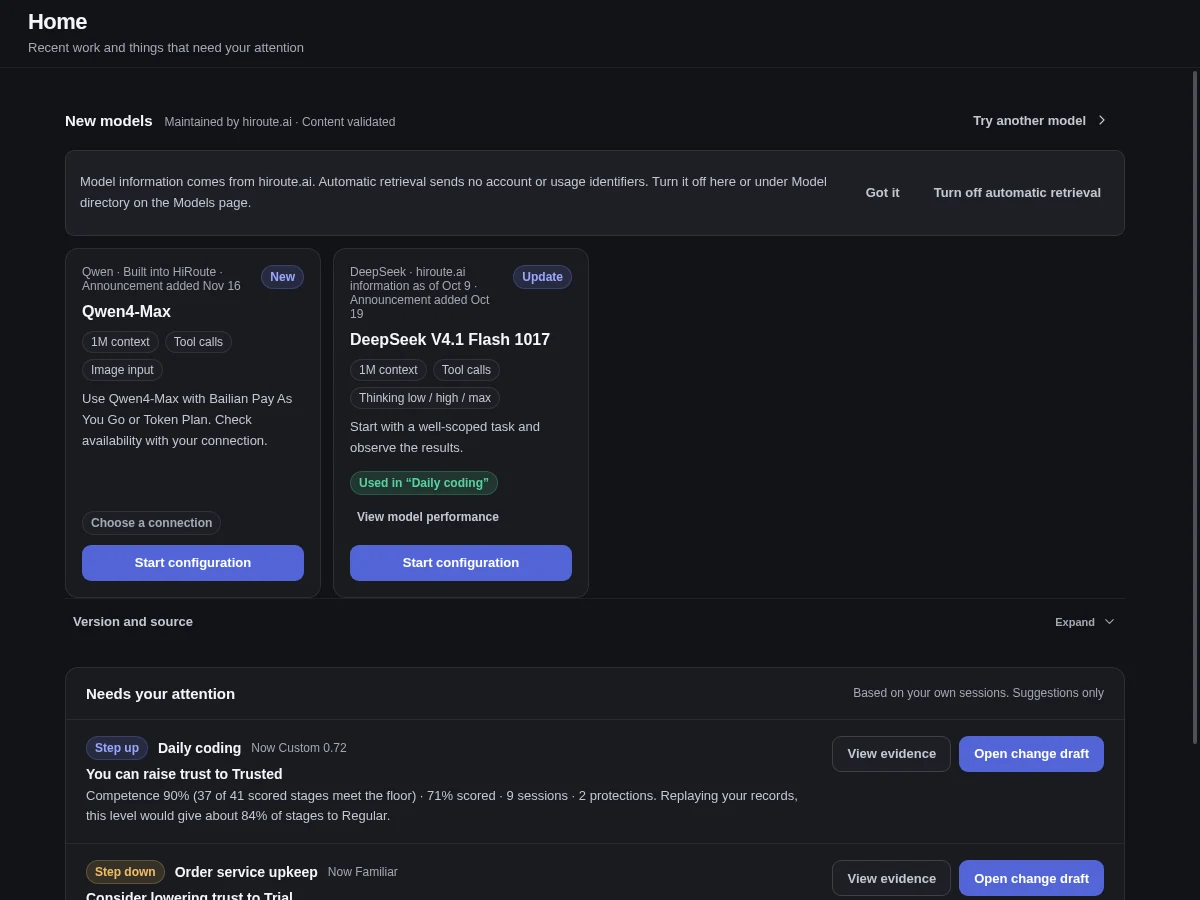 Home
Recent work and things that need your attention
New models
Maintained by hiroute.ai · Content validated
Try another model
Model information comes from hiroute.ai. Automatic retrieval sends no account or usage identifiers. Turn it off here or under Model
directory on the Models page.
Got it
Turn off automatic retrieval
Qwen · Built into HiRoute ·
Announcement added Nov 16
New
Qwen4-Max
1M context
Tool calls
Image input
Use Qwen4-Max with Bailian Pay As
You Go or Token Plan. Check
availability with your connection.
Choose a connection
Start configuration
DeepSeek · hiroute.ai
information as of Oct 9 ·
Announcement added Oct
19
Update
DeepSeek V4.1 Flash 1017
1M context
Tool calls
Thinking low / high / max
Start with a well-scoped task and
observe the results.
Used in “Daily coding”
View model performance
Start configuration
Version and source
Expand
Needs your attention
Based on your own sessions. Suggestions only
Step up
Daily coding
Now Custom 0.72
You can raise trust to Trusted
Competence 90% (37 of 41 scored stages meet the floor) · 71% scored · 9 sessions · 2 protections. Replaying your records,
this level would give about 84% of stages to Regular.
View evidence
Open change draft
Step down
Order service upkeep
Now Familiar
Consider lowering trust to Trial
View evidence
Open change draft